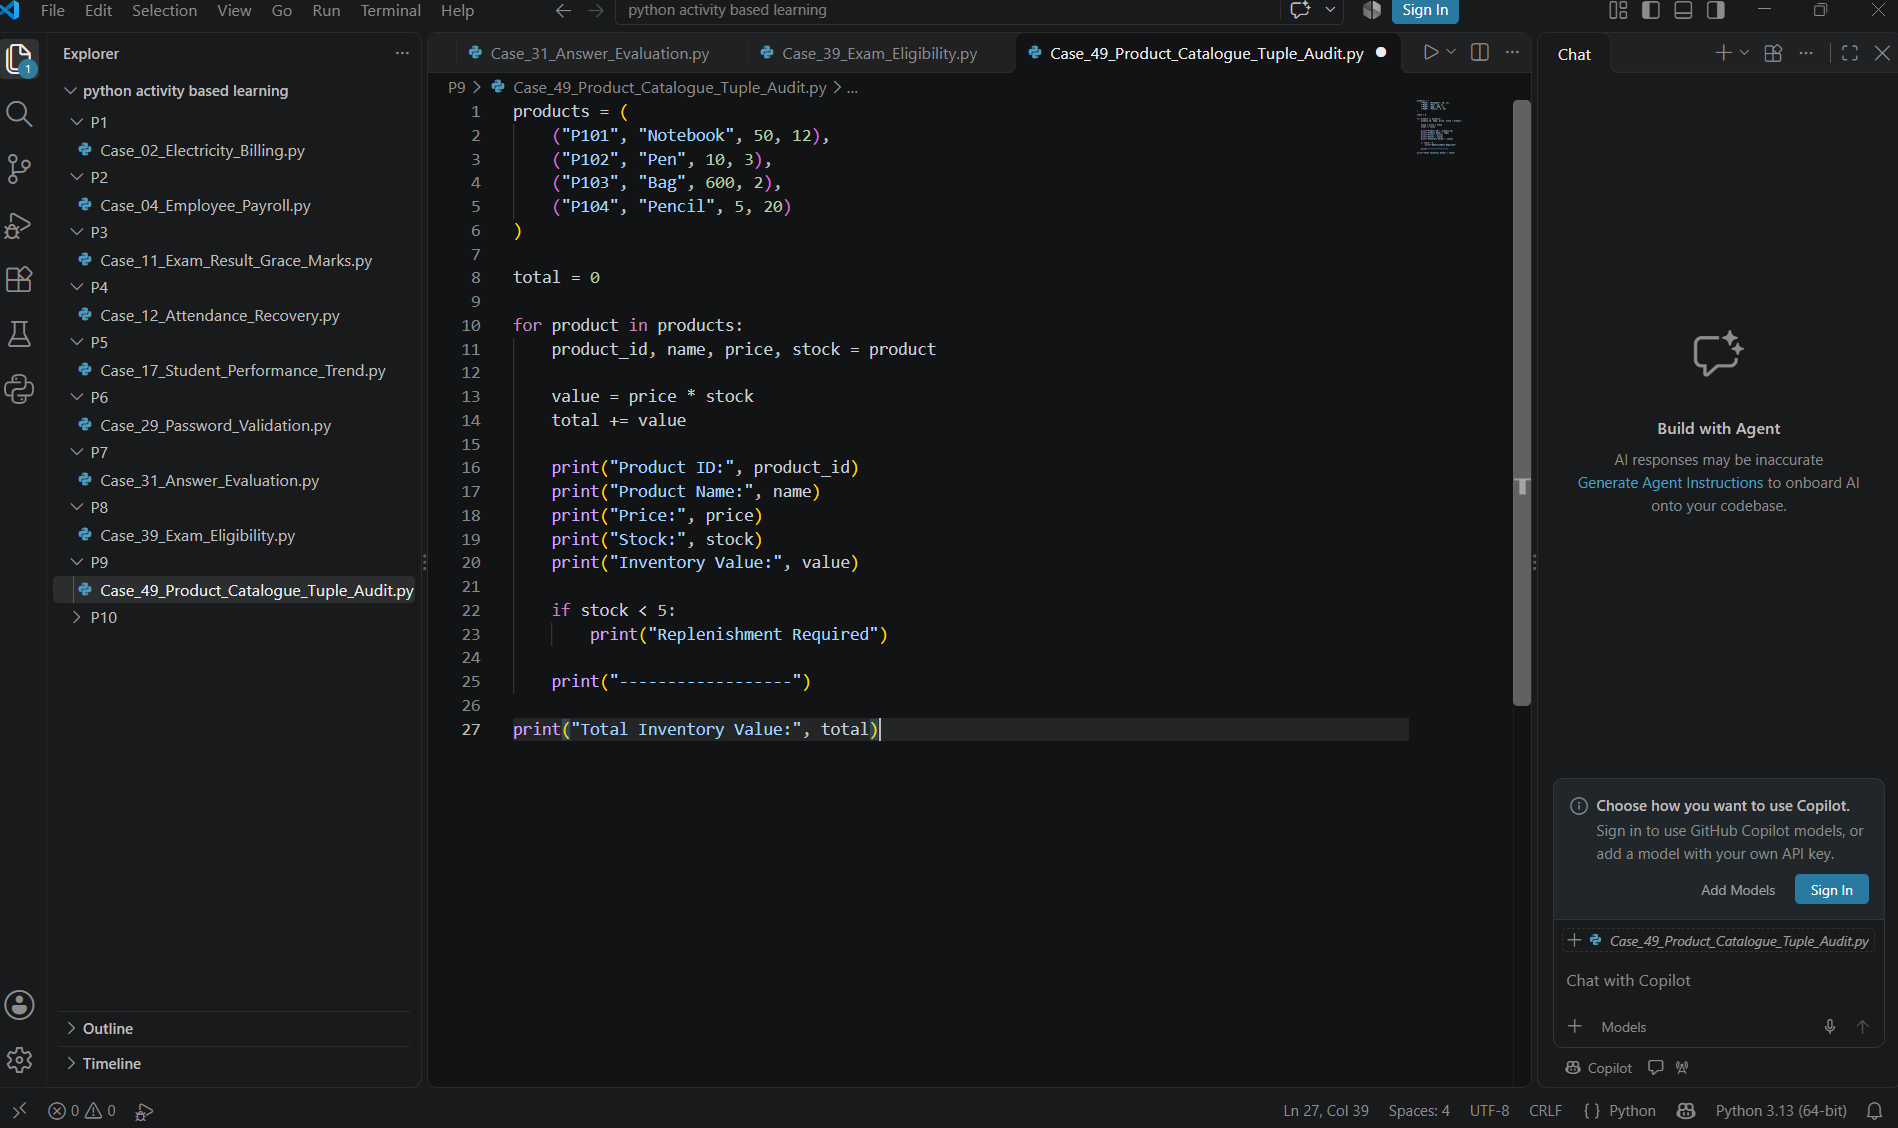 File Edit Selection View Go Run Terminal Help
python activity based learning
Sign In
Explorer
1
python activity based learning
P1
Case_02_Electricity_Billing.py
P2
Case_04_Employee_Payroll.py
P3
Case_11_Exam_Result_Grace_Marks.py
P4
Case_12_Attendance_Recovery.py
P5
Case_17_Student_Performance_Trend.py
P6
Case_29_Password_Validation.py
P7
Case_31_Answer_Evaluation.py
P8
Case_39_Exam_Eligibility.py
P9
Case_49_Product_Catalogue_Tuple_Audit.py
P10
Outline
Timeline
Case_31_Answer_Evaluation.py Case_39_Exam_Eligibility.py Case_49_Product_Catalogue_Tuple_Audit.py
P9 > Case_49_Product_Catalogue_Tuple_Audit.py > ...
1 products = (
2 ("P101", "Notebook", 50, 12),
3 ("P102", "Pen", 10, 3),
4 ("P103", "Bag", 600, 2),
5 ("P104", "Pencil", 5, 20)
6 )
7
8 total = 0
9
10 for product in products:
11 product_id, name, price, stock = product
12
13 value = price * stock
14 total += value
15
16 print("Product ID:", product_id)
17 print("Product Name:", name)
18 print("Price:", price)
19 print("Stock:", stock)
20 print("Inventory Value:", value)
21
22 if stock < 5:
23 print("Replenishment Required")
24
25 print("------------------")
26
27 print("Total Inventory Value:", total)
Chat
Build with Agent
AI responses may be inaccurate
Generate Agent Instructions to onboard AI
onto your codebase.
Choose how you want to use Copilot.
Sign in to use GitHub Copilot models, or
add a model with your own API key.
Add Models Sign In
Case_49_Product_Catalogue_Tuple_Audit.py
Chat with Copilot
Models
Copilot
0 0
Ln 27, Col 39 Spaces: 4 UTF-8 CRLF { } Python Python 3.13 (64-bit)